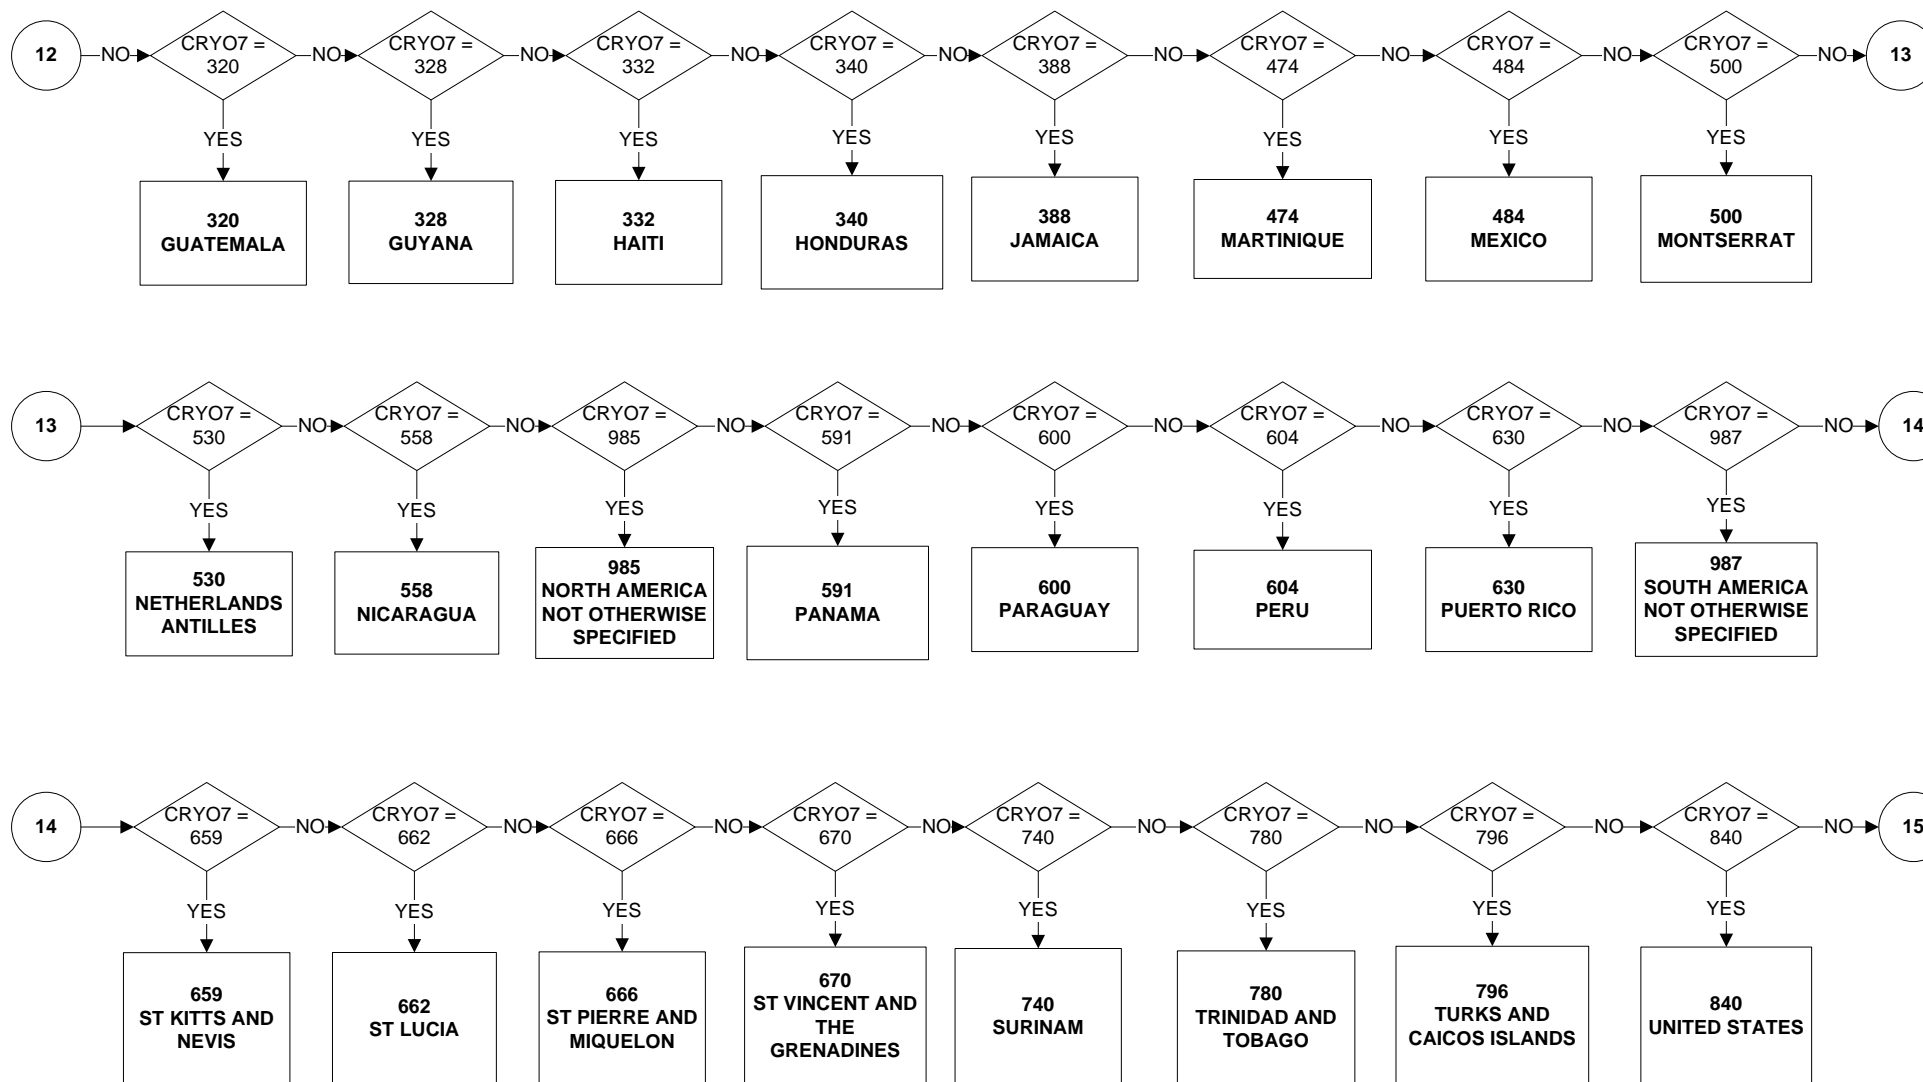 12
NO
CRYO7 =
320
NO
CRYO7 =
328
NO
CRYO7 =
332
NO
CRYO7 =
340
NO
CRYO7 =
388
NO
CRYO7 =
474
NO
CRYO7 =
484
NO
CRYO7 =
500
NO
13
YES
YES
YES
YES
YES
YES
YES
YES
320
GUATEMALA
328
GUYANA
332
HAITI
340
HONDURAS
388
JAMAICA
474
MARTINIQUE
484
MEXICO
500
MONTSERRAT
13
CRYO7 =
530
NO
CRYO7 =
558
NO
CRYO7 =
985
NO
CRYO7 =
591
NO
CRYO7 =
600
NO
CRYO7 =
604
NO
CRYO7 =
630
NO
CRYO7 =
987
NO
14
YES
YES
YES
YES
YES
YES
YES
YES
530
NETHERLANDS
ANTILLES
558
NICARAGUA
985
NORTH AMERICA
NOT OTHERWISE
SPECIFIED
591
PANAMA
600
PARAGUAY
604
PERU
630
PUERTO RICO
987
SOUTH AMERICA
NOT OTHERWISE
SPECIFIED
14
CRYO7 =
659
NO
CRYO7 =
662
NO
CRYO7 =
666
NO
CRYO7 =
670
NO
CRYO7 =
740
NO
CRYO7 =
780
NO
CRYO7 =
796
NO
CRYO7 =
840
NO
15
YES
YES
YES
YES
YES
YES
YES
YES
659
ST KITTS AND
NEVIS
662
ST LUCIA
666
ST PIERRE AND
MIQUELON
670
ST VINCENT AND
THE
GRENADINES
740
SURINAM
780
TRINIDAD AND
TOBAGO
796
TURKS AND
CAICOS ISLANDS
840
UNITED STATES